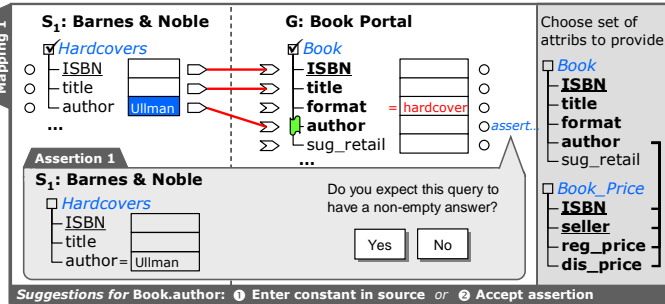 Mapping 1
S1: Barnes & Noble
Hardcovers
ISBN
title
author Ullman
...
G: Book Portal
Book
ISBN
title
format = hardcover
author assert...
sug_retail
...
Choose set of
attribs to provide
Book
ISBN
title
format
author
sug_retail
Book_Price
ISBN
seller
reg_price
dis_price
Assertion 1
S1: Barnes & Noble
Hardcovers
ISBN
title
author = Ullman
Do you expect this query to
have a non-empty answer?
Yes No
Suggestions for Book.author: ❶ Enter constant in source or ❷ Accept assertion